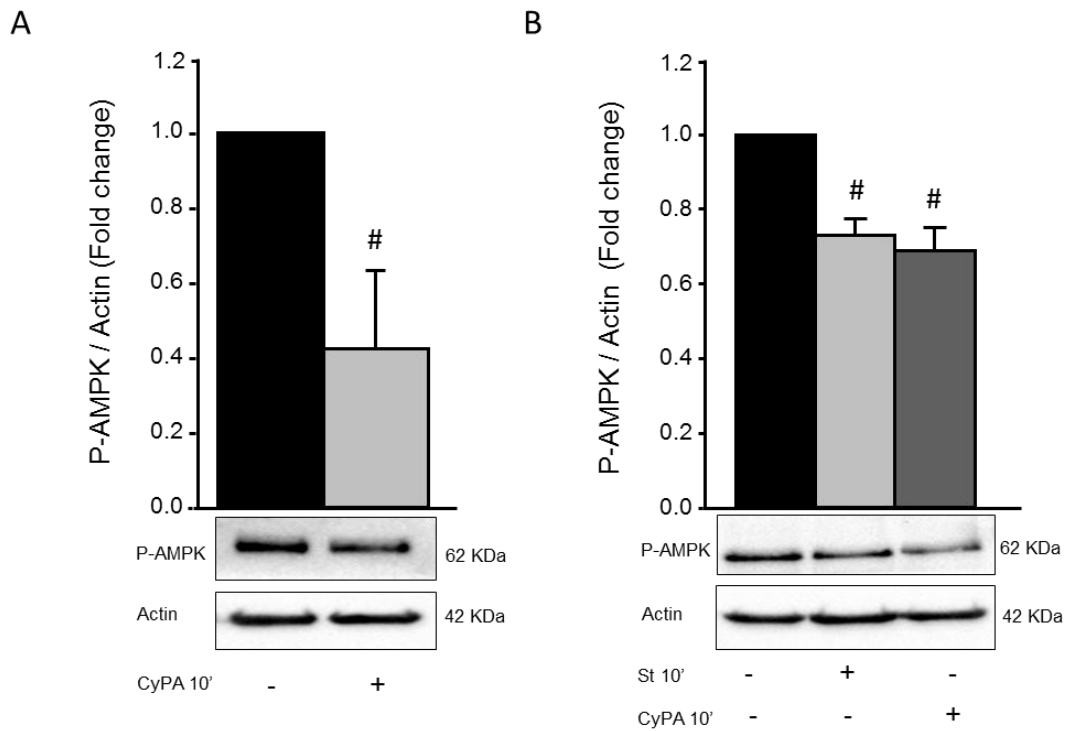 A
P-AMPK / Actin (Fold change)
1.2
1.0
0.8
0.6
0.4
0.2
0.0
#
P-AMPK
62 KDa
Actin
42 KDa
CyPA 10' - +
B
P-AMPK / Actin (Fold change)
1.2
1.0
0.8
0.6
0.4
0.2
0.0
# #
P-AMPK
62 KDa
Actin
42 KDa
St 10' - + -
CyPA 10' - - +